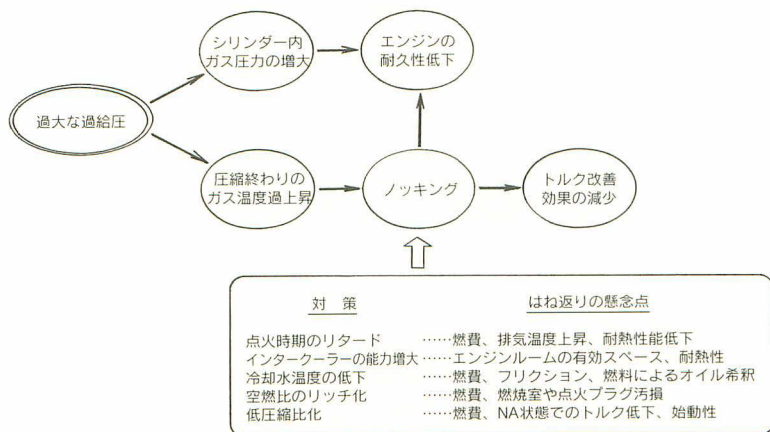 シリンダー内
ガス圧力の増大
エンジンの
耐久性低下
過大な過給圧
圧縮終わりの
ガス温度過上昇
ノッキング
トルク改善
効果の減少
対 策 はね返りの懸念点
点火時期のリタード ……燃費、排気温度上昇、耐熱性能低下
インタークーラーの能力増大……エンジンルームの有効スペース、耐熱性
冷却水温度の低下 ……燃費、フリクション、燃料によるオイル希釈
空燃比のリッチ化 ……燃費、燃焼室や点火プラグ汚損
低圧縮比化 ……燃費、NA状態でのトルク低下、始動性